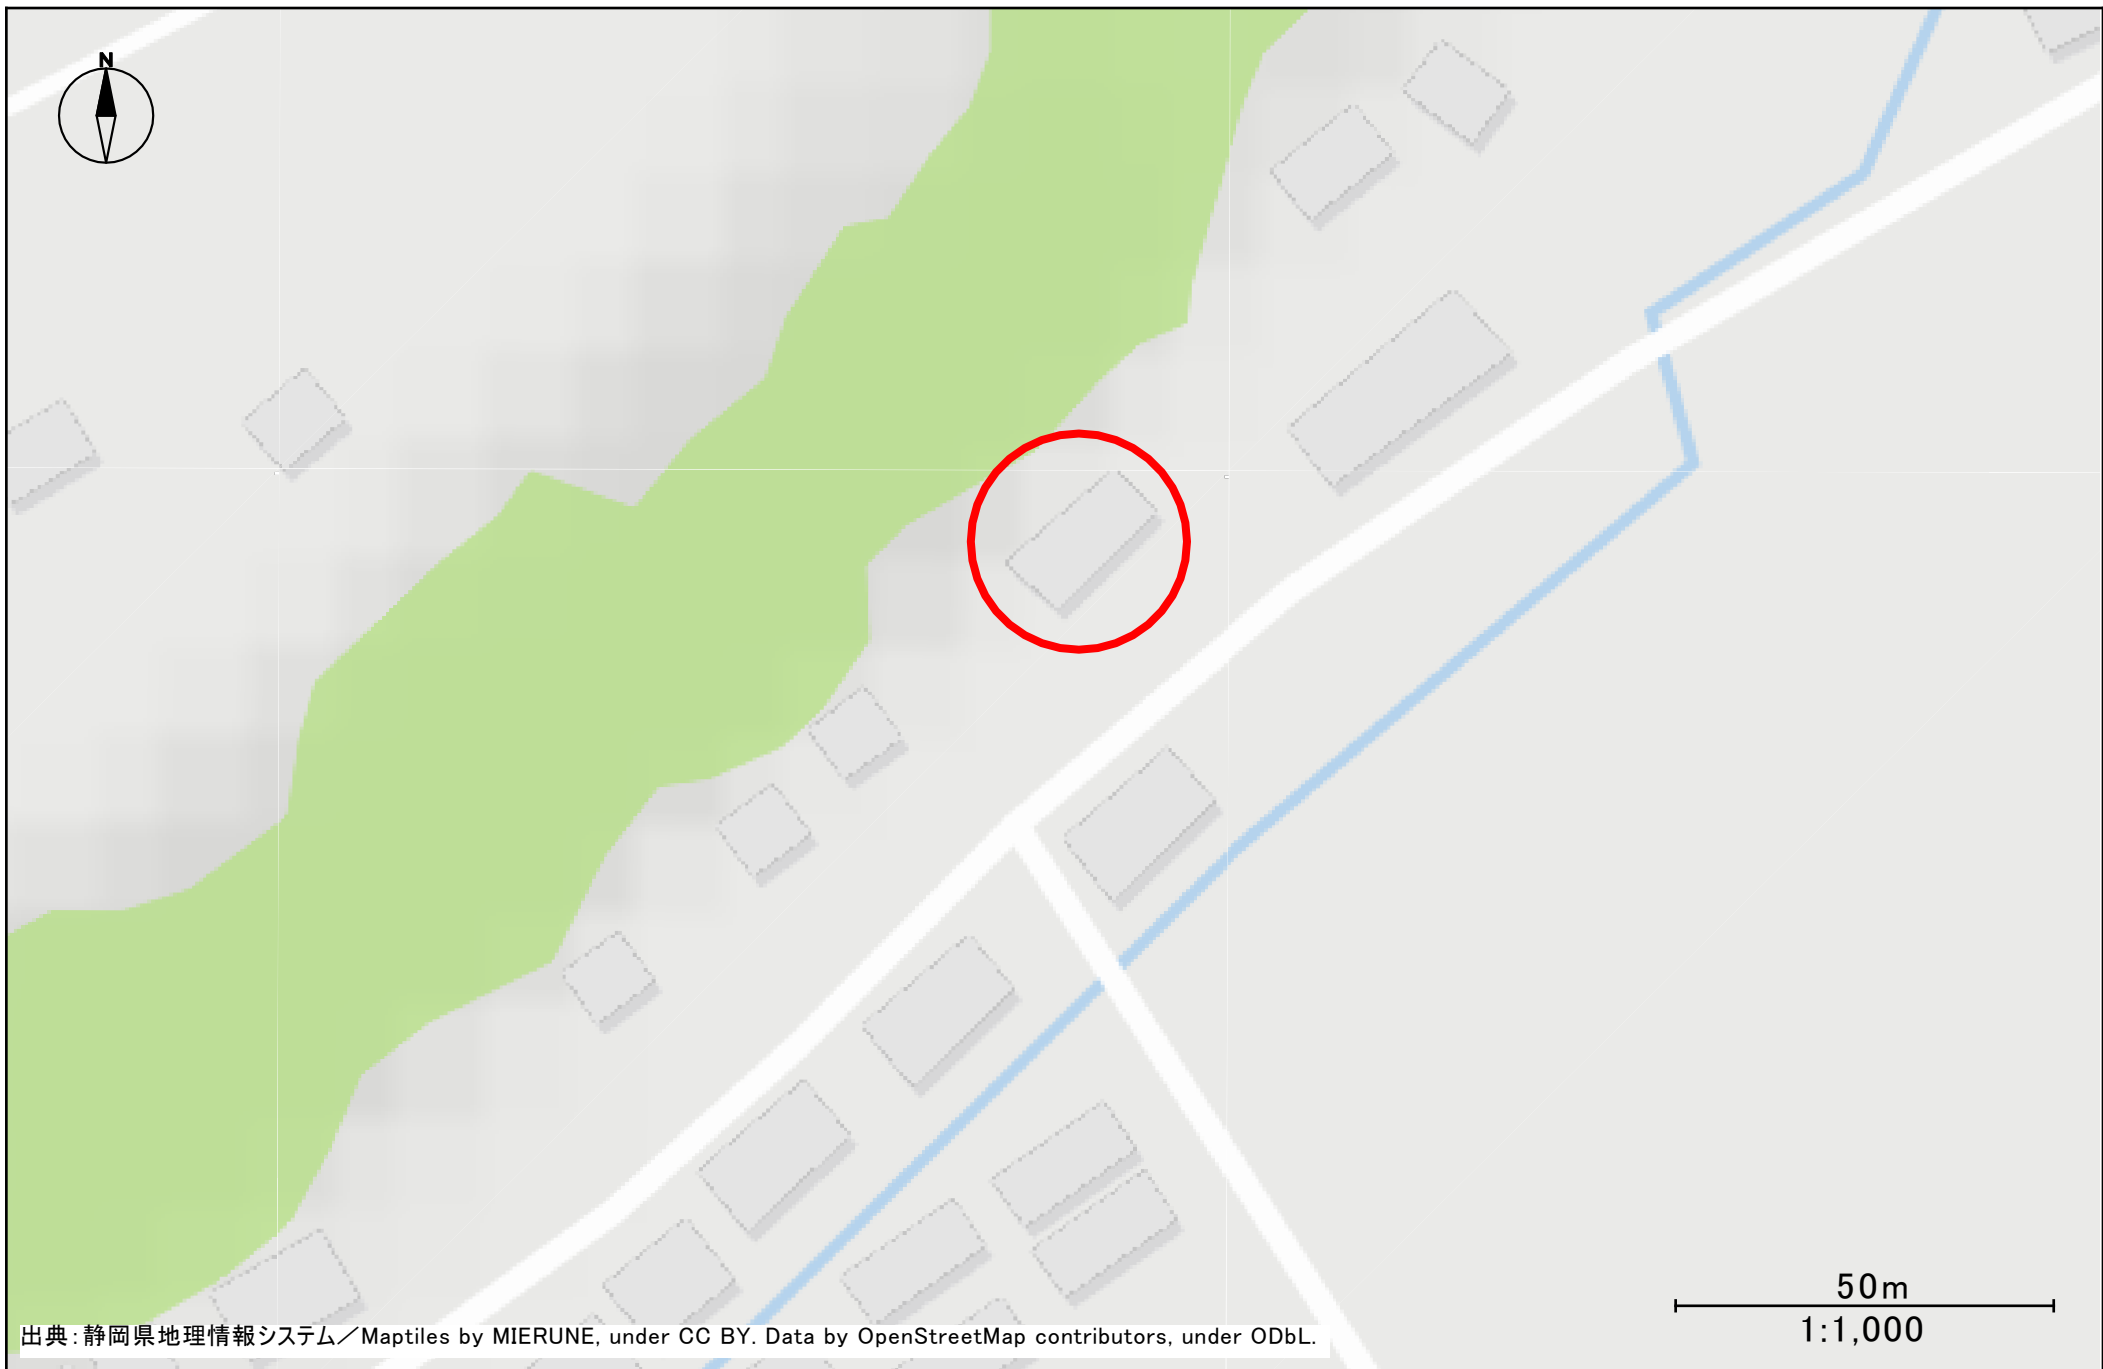 N
50m
1:1,000
出典:静岡県地理情報システム/Maptiles by MIERUNE, under CC BY. Data by OpenStreetMap contributors, under ODbL.